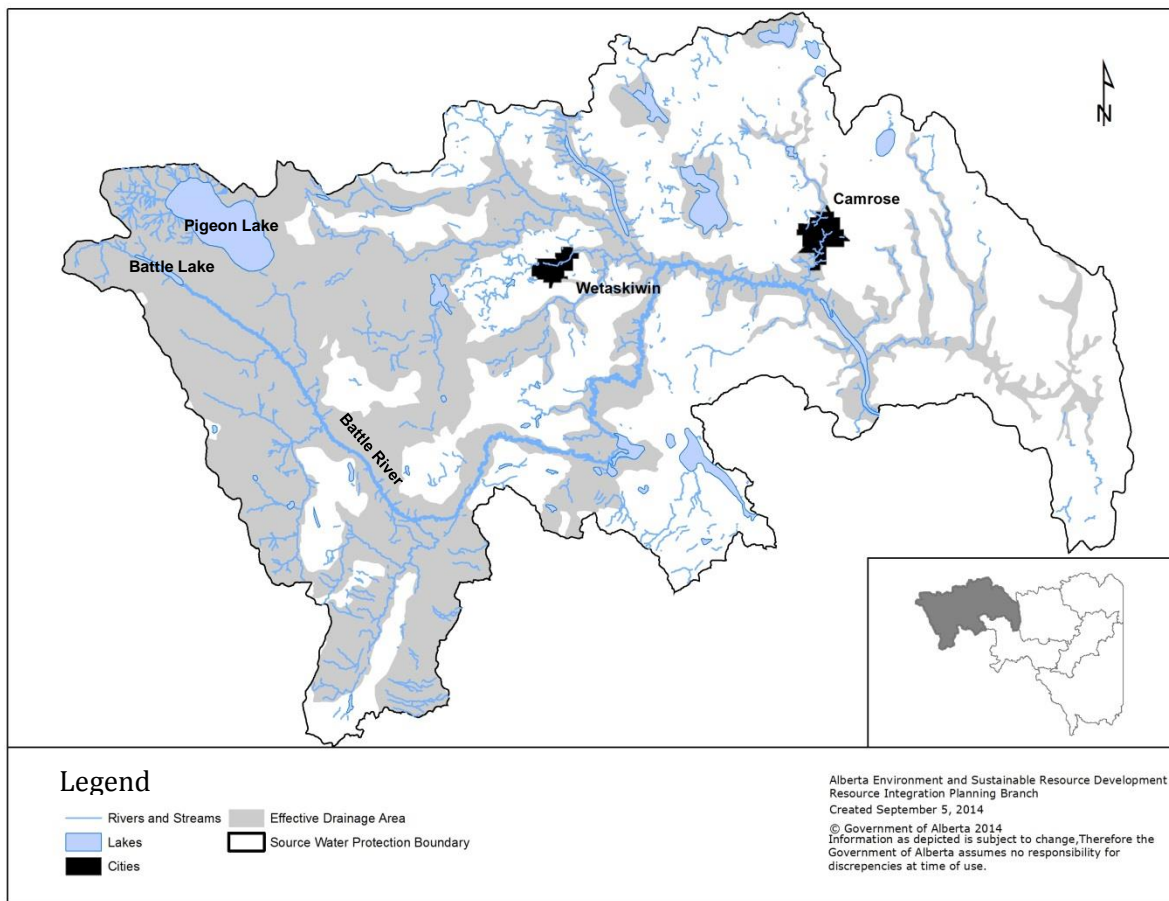 N
Camrose
Pigeon Lake
Battle Lake
Wetaskiwin
Battle River
Legend
Rivers and Streams
Lakes
Cities
Effective Drainage Area
Source Water Protection Boundary
Alberta Environment and Sustainable Resource Development
Resource Integration Planning Branch
Created September 5, 2014
© Government of Alberta 2014
Information as depicted is subject to change,Therefore the
Government of Alberta assumes no responsibility for
discrepencies at time of use.